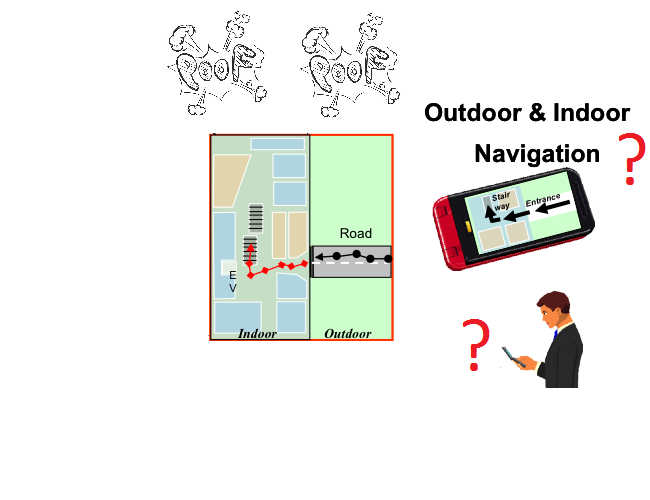 POOF POOF
Outdoor & Indoor
Navigation ?
Stair
way
Entrance
Road
E
V
Indoor
Outdoor
?